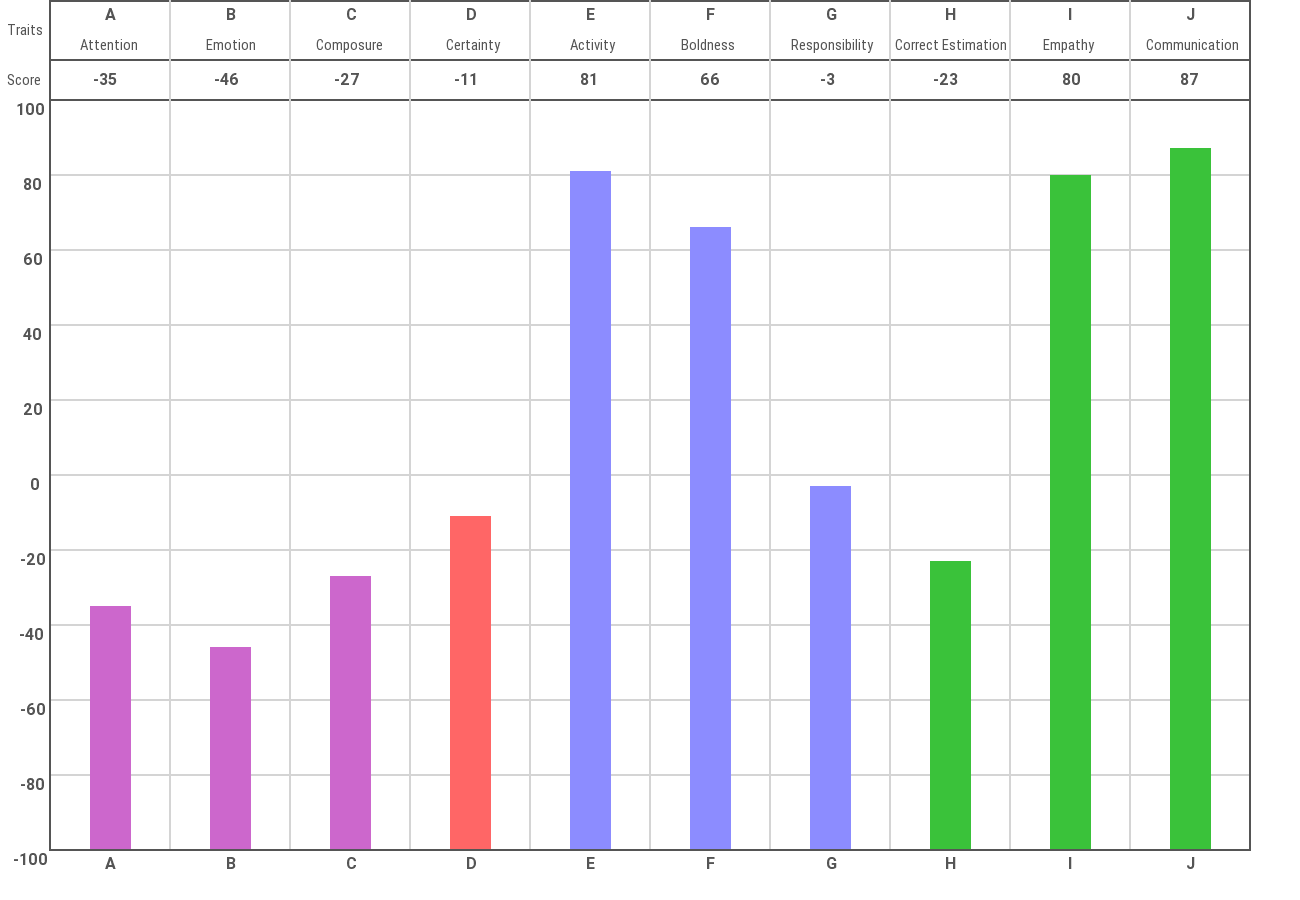 A B C D E F G H I J
Traits
Attention Emotion Composure Certainty Activity Boldness Responsibility Correct Estimation Empathy Communication
Score -35 -46 -27 -11 81 66 -3 -23 80 87
100
80
60
40
20
0
-20
-40
-60
-80
-100
A B C D E F G H I J